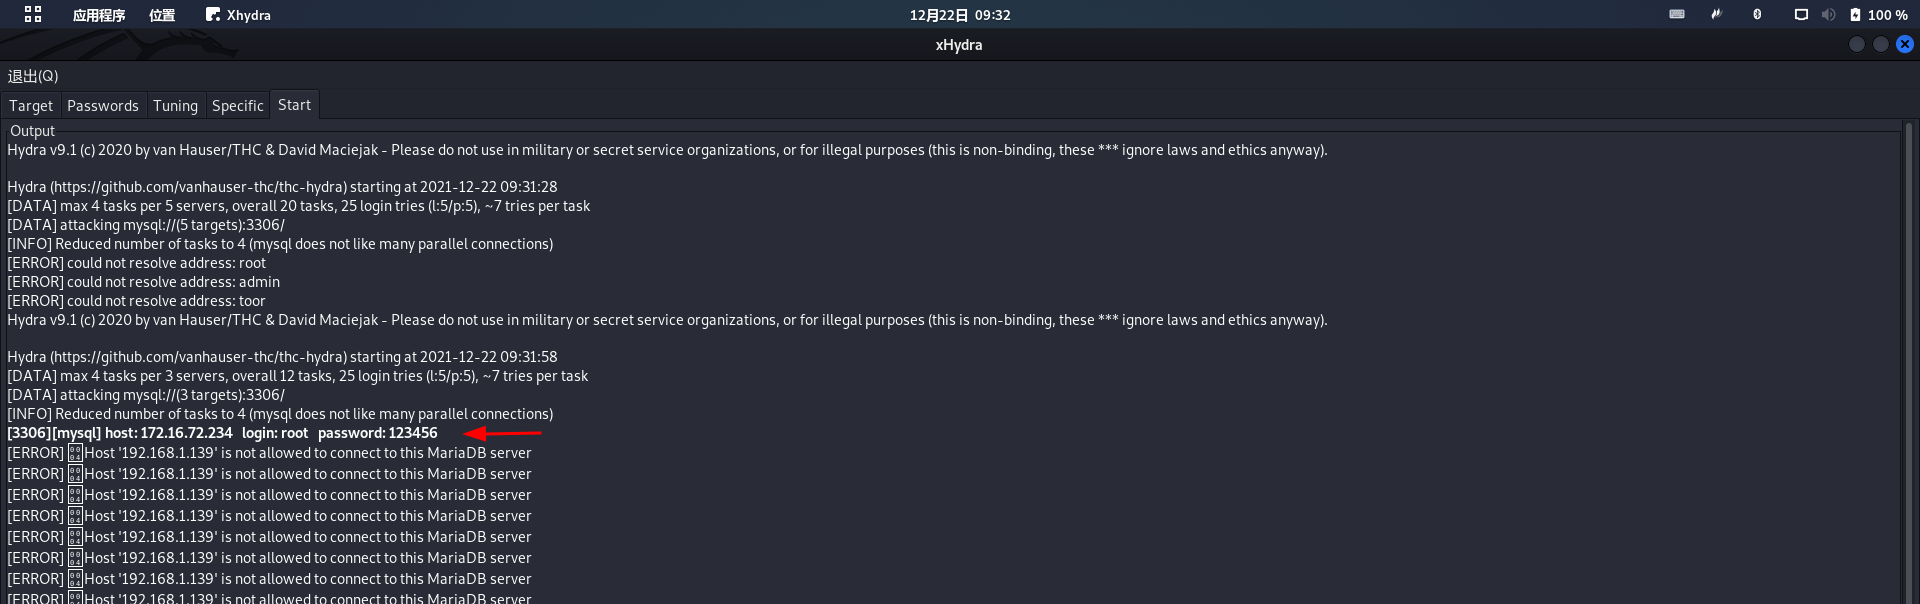 应用程序 位置 Xhydra 12月22日 09:32 100 %
xHydra
退出(Q)
Target Passwords Tuning Specific Start
Output
Hydra v9.1 (c) 2020 by van Hauser/THC & David Maciejak - Please do not use in military or secret service organizations, or for illegal purposes (this is non-binding, these *** ignore laws and ethics anyway).
Hydra (https://github.com/vanhauser-thc/thc-hydra) starting at 2021-12-22 09:31:28
[DATA] max 4 tasks per 5 servers, overall 20 tasks, 25 login tries (l:5/p:5), ~7 tries per task
[DATA] attacking mysql://(5 targets):3306/
[INFO] Reduced number of tasks to 4 (mysql does not like many parallel connections)
[ERROR] could not resolve address: root
[ERROR] could not resolve address: admin
[ERROR] could not resolve address: toor
Hydra v9.1 (c) 2020 by van Hauser/THC & David Maciejak - Please do not use in military or secret service organizations, or for illegal purposes (this is non-binding, these *** ignore laws and ethics anyway).
Hydra (https://github.com/vanhauser-thc/thc-hydra) starting at 2021-12-22 09:31:58
[DATA] max 4 tasks per 3 servers, overall 12 tasks, 25 login tries (l:5/p:5), ~7 tries per task
[DATA] attacking mysql://(3 targets):3306/
[INFO] Reduced number of tasks to 4 (mysql does not like many parallel connections)
[3306][mysql] host: 172.16.72.234 login: root password: 123456
[ERROR] Host '192.168.1.139' is not allowed to connect to this MariaDB server
[ERROR] Host '192.168.1.139' is not allowed to connect to this MariaDB server
[ERROR] Host '192.168.1.139' is not allowed to connect to this MariaDB server
[ERROR] Host '192.168.1.139' is not allowed to connect to this MariaDB server
[ERROR] Host '192.168.1.139' is not allowed to connect to this MariaDB server
[ERROR] Host '192.168.1.139' is not allowed to connect to this MariaDB server
[ERROR] Host '192.168.1.139' is not allowed to connect to this MariaDB server
[ERROR] Host '192.168.1.139' is not allowed to connect to this MariaDB server